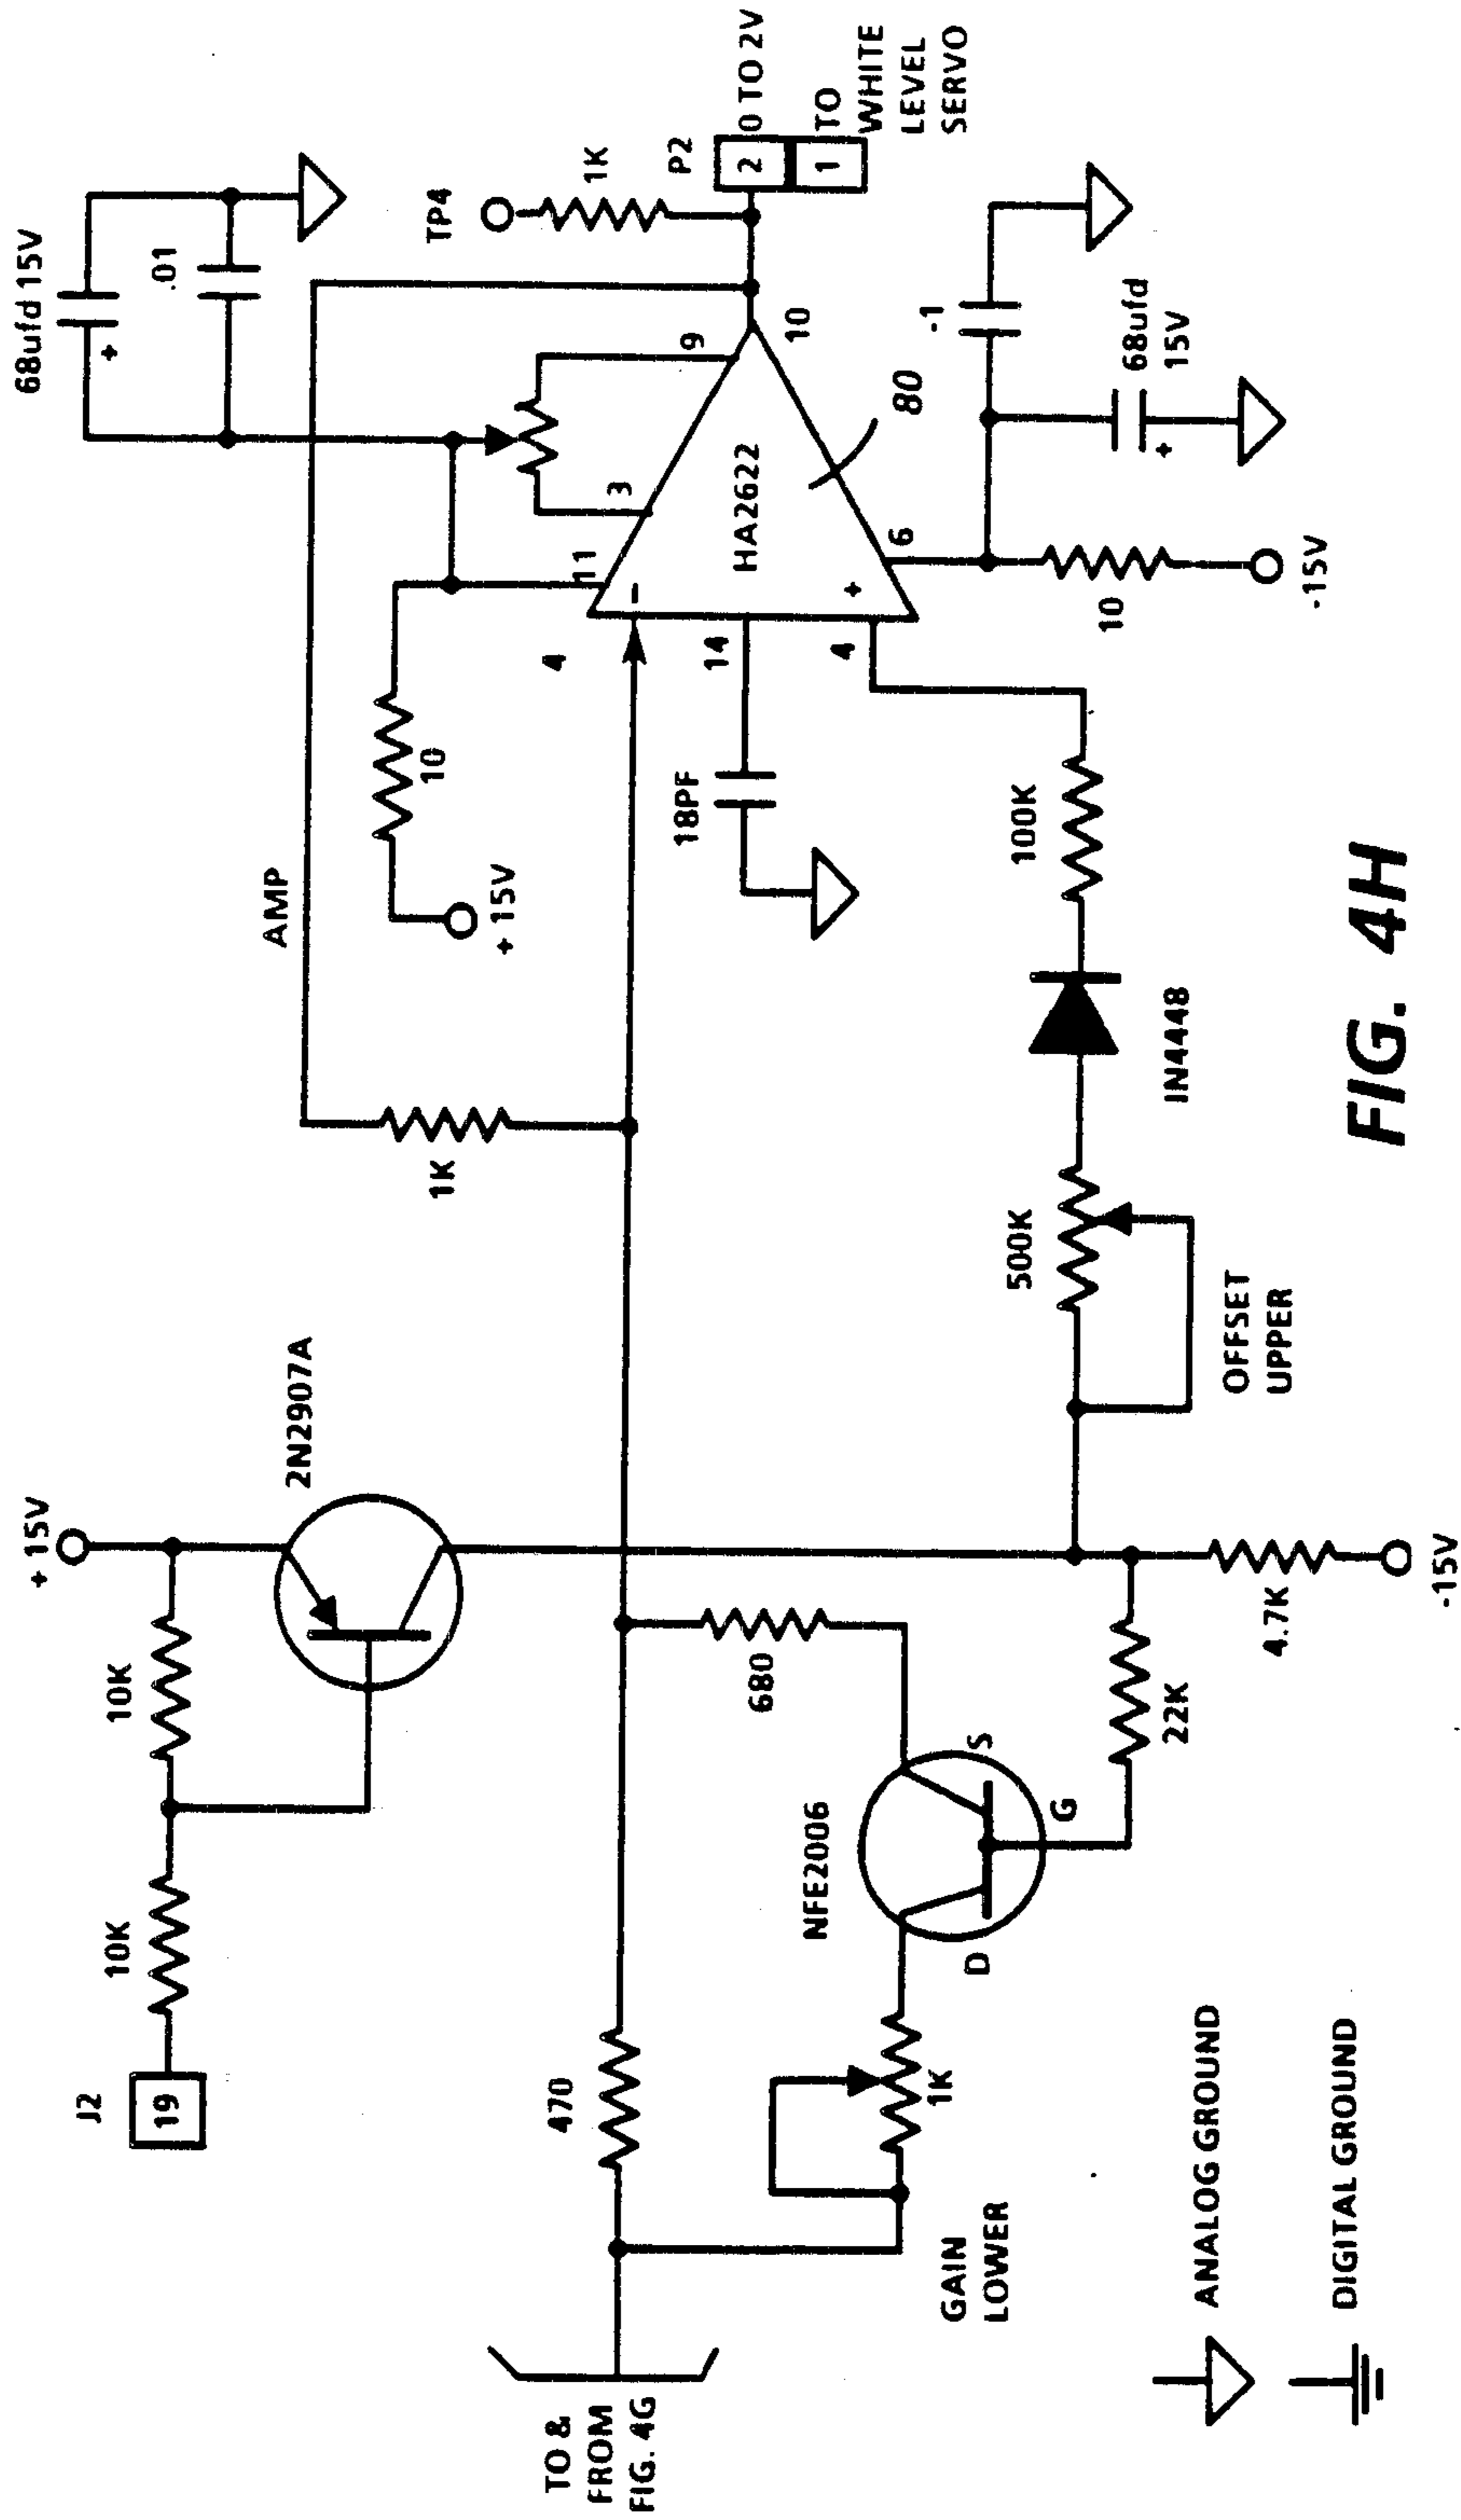 +15V
2N2907A
10K
10K
J2
19
AMP
1K
68ufd 15V
+
.01
TP4
1K
P2
2
0 TO 2V
1
TO
WHITE
LEVEL
SERVO
10
+15V
11
3
9
4
-
HA2622
10
80
14
18PF
4
+
6
-1
68ufd
15V
+
10
-15V
100K
1N4448
500K
OFFSET
UPPER
TO &
FROM
FIG. 4G
470
680
NFE2006
D
S
G
1K
GAIN
LOWER
22K
4.7K
-15V
ANALOG GROUND
DIGITAL GROUND
FIG. 4H